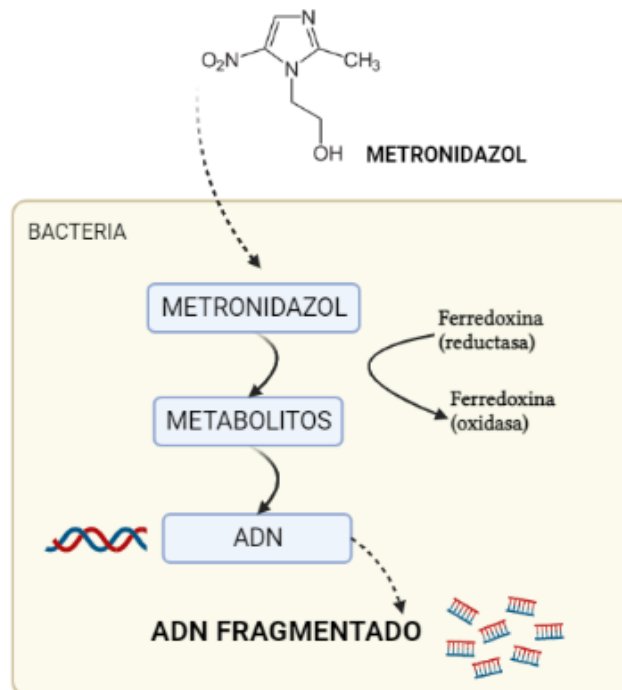 N
O₂N
N
CH₃
OH
METRONIDAZOL
BACTERIA
METRONIDAZOL
Ferredoxina
(reductasa)
METABOLITOS
Ferredoxina
(oxidasa)
ADN
ADN FRAGMENTADO